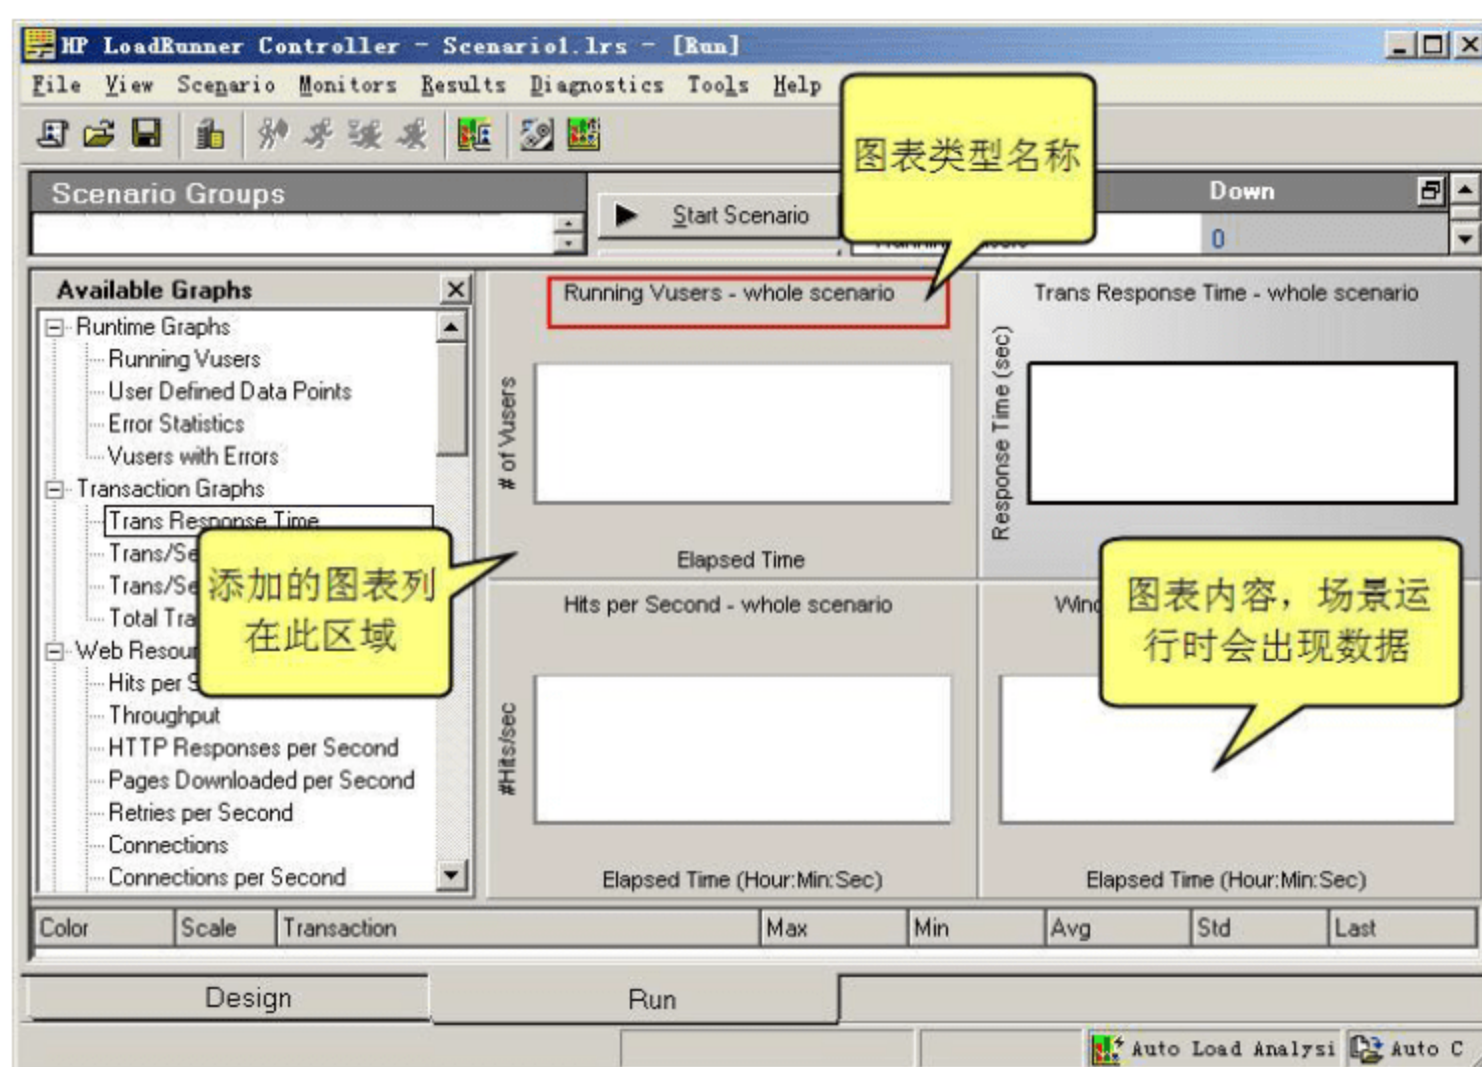 HP LoadRunner Controller - Scenario1.lrs - [Run]
File View Scenario Monitors Results Diagnostics Tools Help
图表类型名称
Scenario Groups
Start Scenario
Down
0
Available Graphs
Runtime Graphs
Running Vusers
User Defined Data Points
Error Statistics
Vusers with Errors
Transaction Graphs
Trans Response Time
Trans/Se
Trans/Se
Total Tra
Web Resour
Hits per S
Throughput
HTTP Responses per Second
Pages Downloaded per Second
Retries per Second
Connections
Connections per Second
添加的图表列
在此区域
Running Vusers - whole scenario
# of Vusers
Elapsed Time
Trans Response Time - whole scenario
Response Time (sec)
Hits per Second - whole scenario
#Hits/sec
Elapsed Time (Hour:Min:Sec)
Wind
图表内容，场景运
行时会出现数据
Elapsed Time (Hour:Min:Sec)
Color Scale Transaction Max Min Avg Std Last
Design Run
Auto Load Analysi Auto C